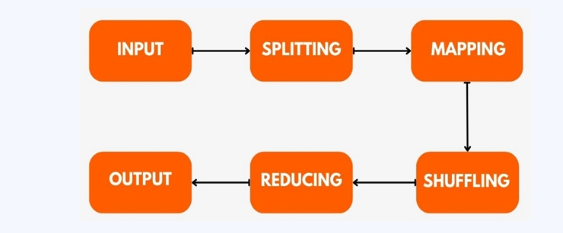 INPUT
SPLITTING
MAPPING
SHUFFLING
REDUCING
OUTPUT